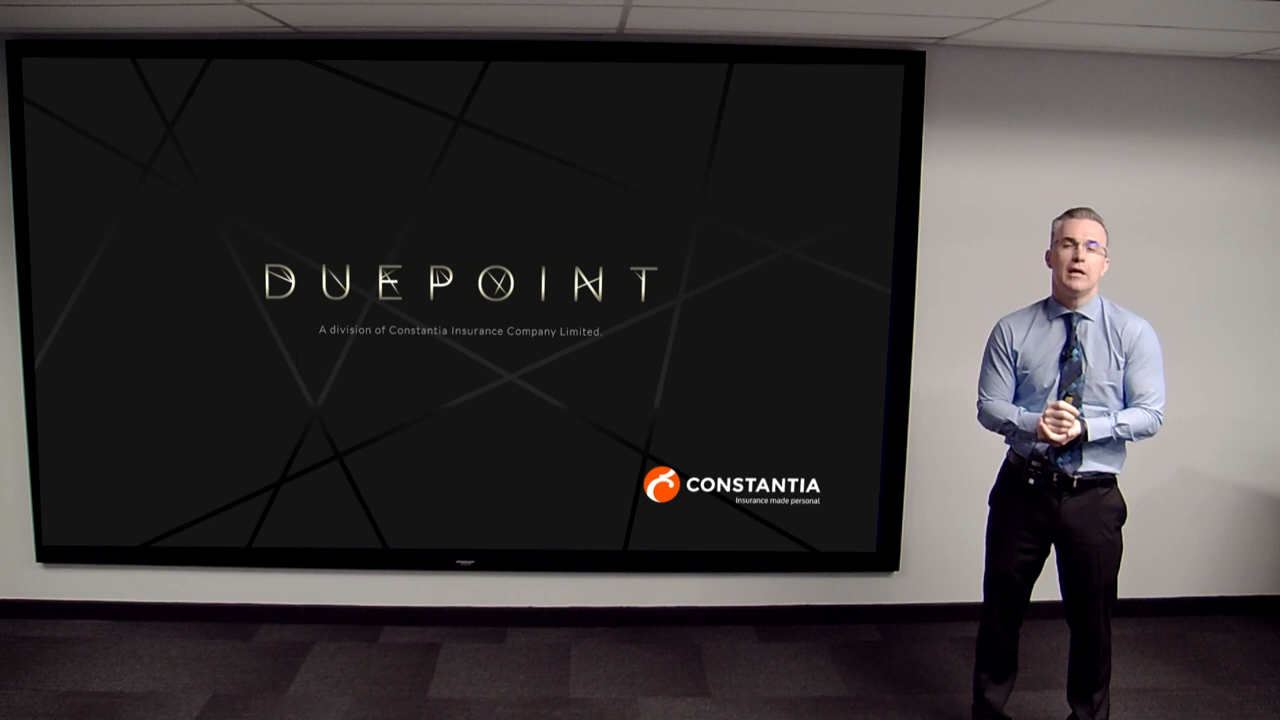 DUEPOINT
A division of Constantia Insurance Company Limited.
CONSTANTIA
Insurance made personal